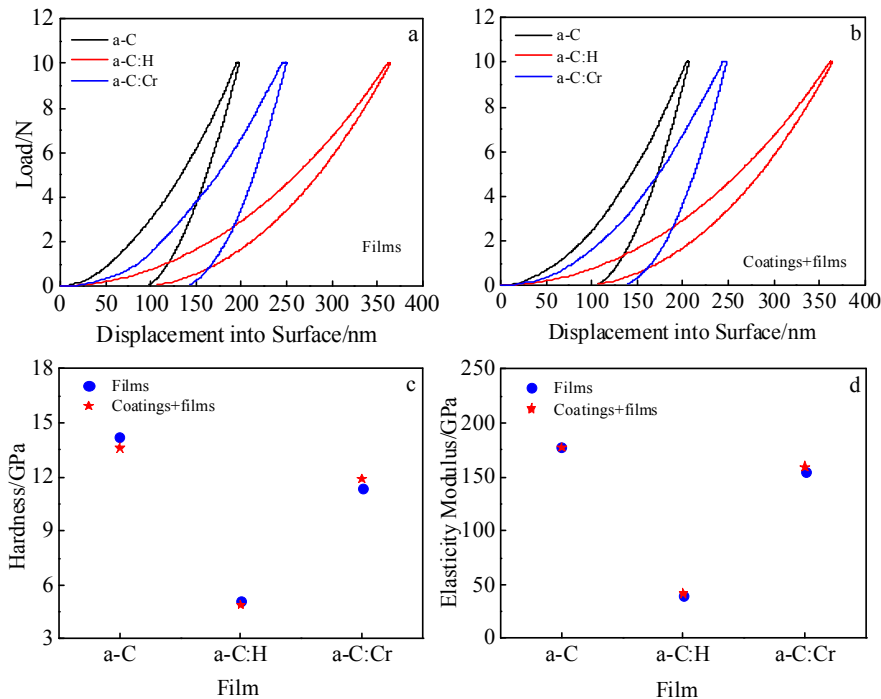 a
a-C
a-C:H
a-C:Cr
Films
Load/N
12
10
8
6
4
2
0
0 50 100 150 200 250 300 350 400
Displacement into Surface/nm
b
a-C
a-C:H
a-C:Cr
Coatings+films
12
10
8
6
4
2
0
0 50 100 150 200 250 300 350 400
Displacement into Surface/nm
c
Films
Coatings+films
Hardness/GPa
18
15
12
9
6
3
a-C a-C:H a-C:Cr
Film
d
Films
Coatings+films
Elasticity Modulus/GPa
250
200
150
100
50
0
a-C a-C:H a-C:Cr
Film